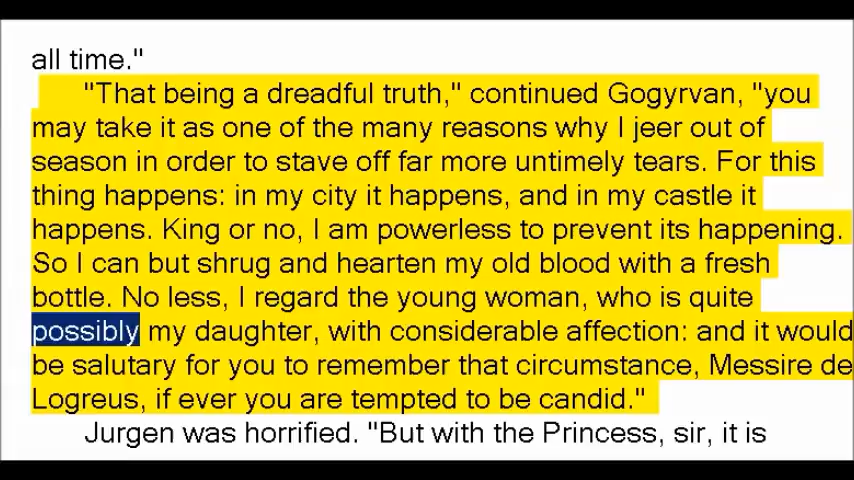 all time."
"That being a dreadful truth," continued Gogyrvan, "you
may take it as one of the many reasons why I jeer out of
season in order to stave off far more untimely tears. For this
thing happens: in my city it happens, and in my castle it
happens. King or no, I am powerless to prevent its happening.
So I can but shrug and hearten my old blood with a fresh
bottle. No less, I regard the young woman, who is quite
possibly my daughter, with considerable affection: and it would
be salutary for you to remember that circumstance, Messire de
Logreus, if ever you are tempted to be candid."
Jurgen was horrified. "But with the Princess, sir, it is